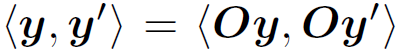 ⟨y, y′⟩ = ⟨Oy, Oy′⟩